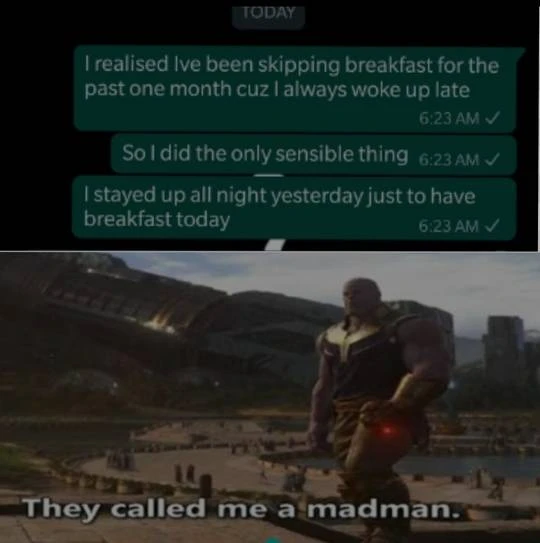 TODAY
I realised Ive been skipping breakfast for the
past one month cuz I always woke up late
6:23 AM
So I did the only sensible thing 6:23 AM
I stayed up all night yesterday just to have
breakfast today
6:23 AM
They called me a madman.